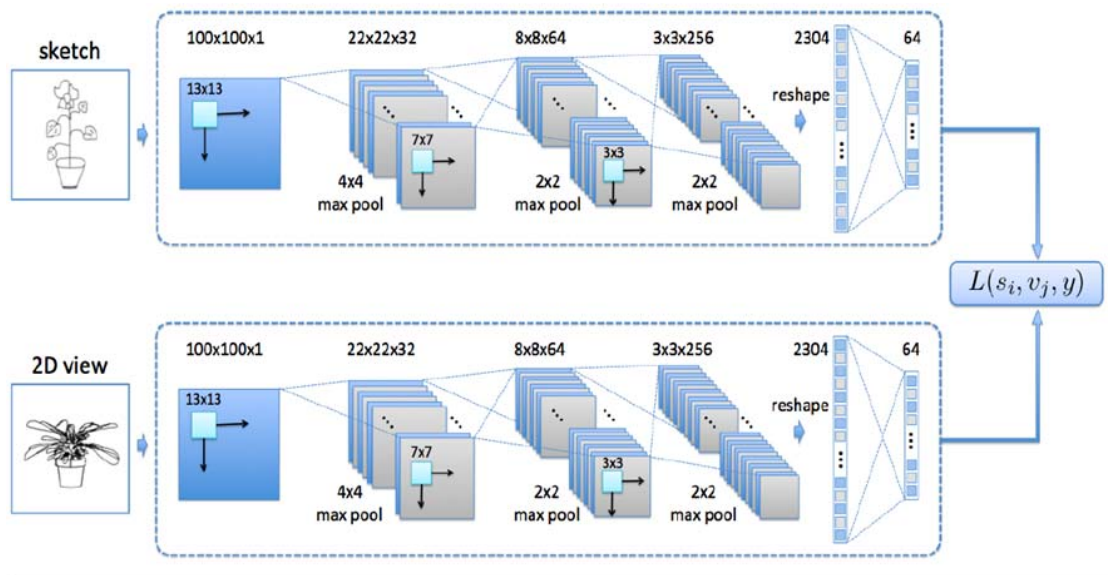 sketch
100x100x1
22x22x32
8x8x64
3x3x256
2304
64
13x13
7x7
3x3
reshape
4x4
max pool
2x2
max pool
2x2
max pool
L(s_i, v_j, y)
2D view
100x100x1
22x22x32
8x8x64
3x3x256
2304
64
13x13
7x7
3x3
reshape
4x4
max pool
2x2
max pool
2x2
max pool